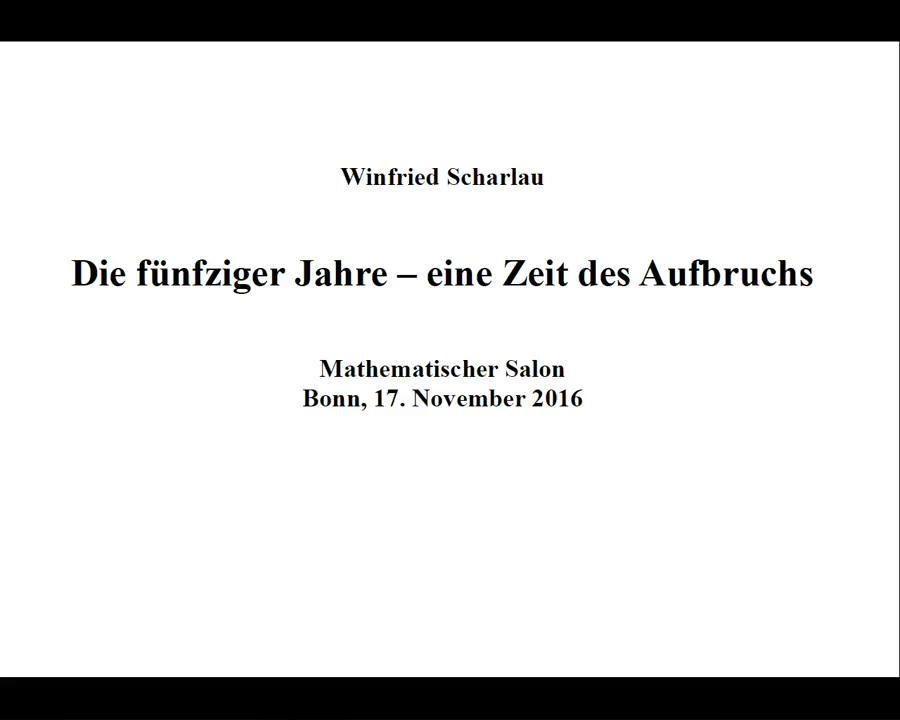 Winfried Scharlau
Die fünfziger Jahre – eine Zeit des Aufbruchs
Mathematischer Salon
Bonn, 17. November 2016